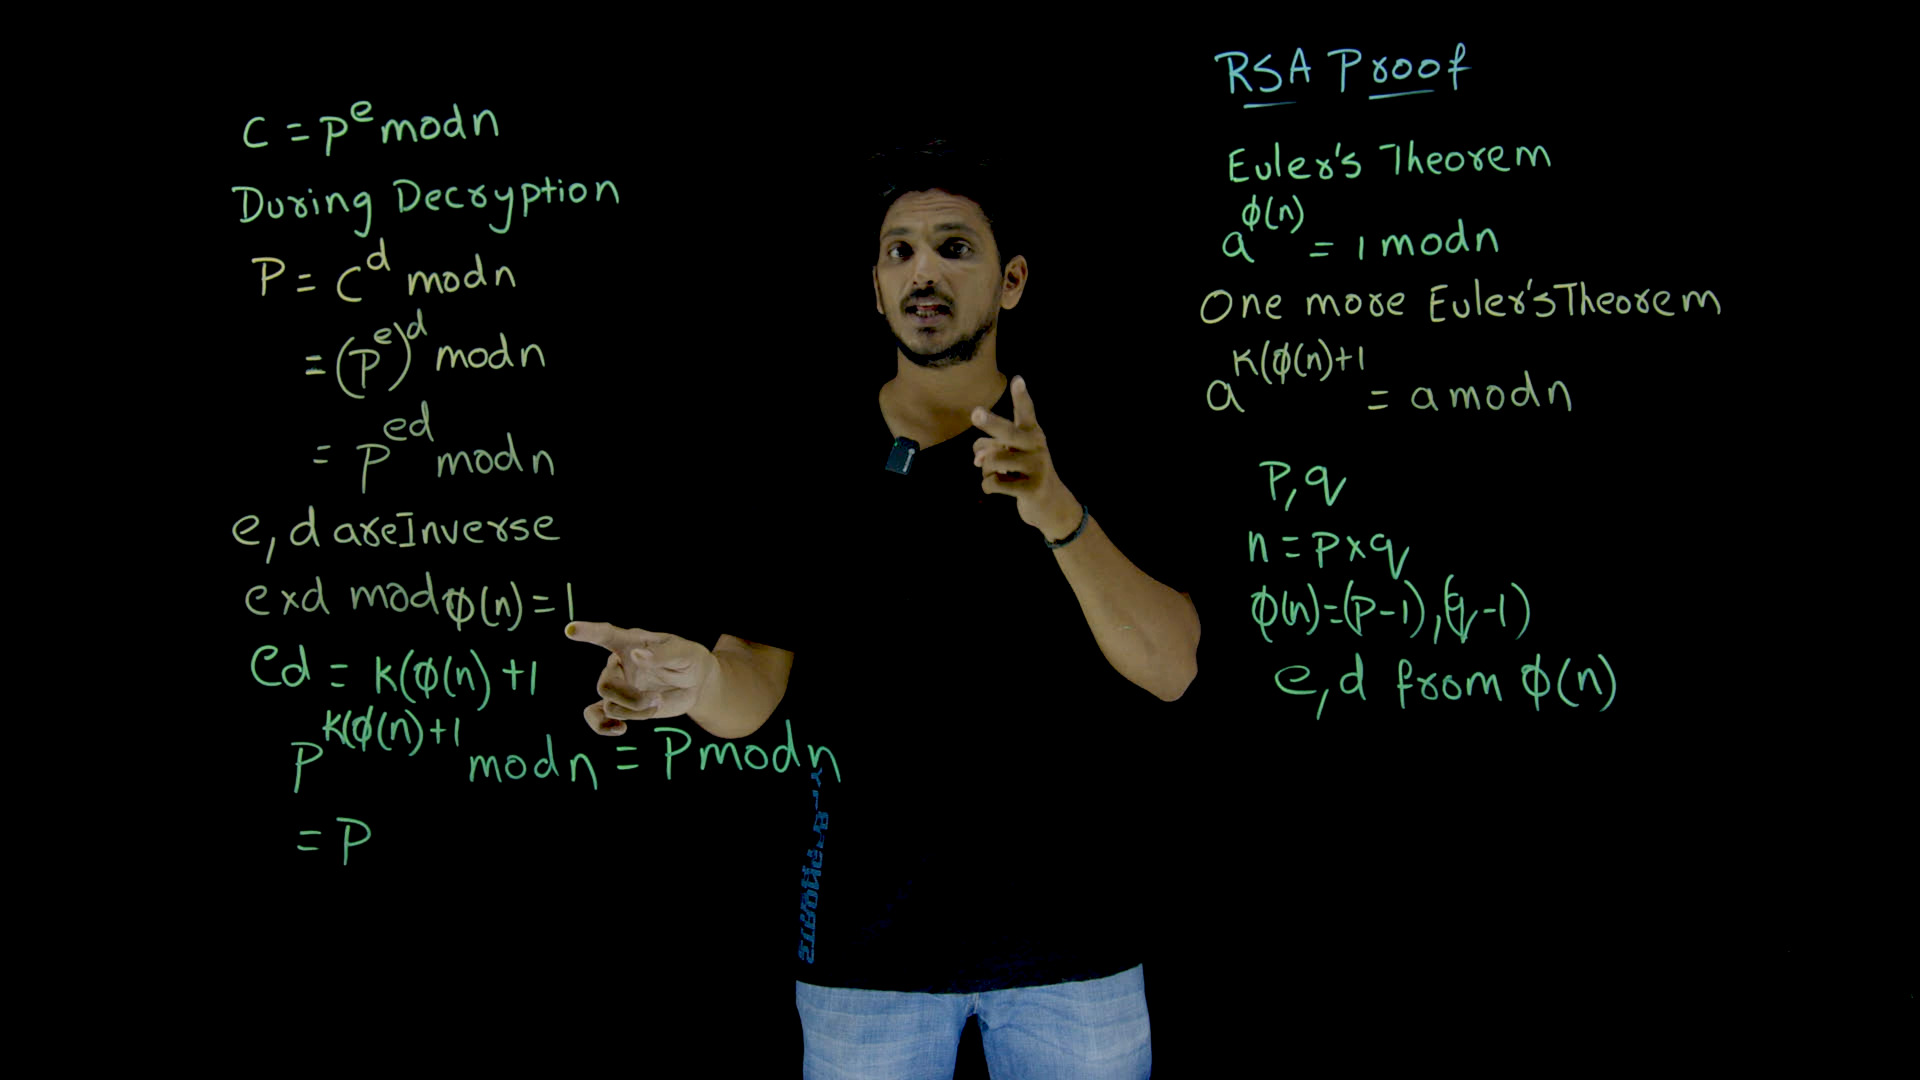 C = P^e mod n
During Decryption
P = C^d mod n
= (P^e)^d mod n
= P^ed mod n
e, d are Inverse
e x d mod φ(n) = 1
ed = K(φ(n) + 1
P^K(φ(n)+1 mod n = P mod n
= P
RSA Proof
Euler's Theorem
a^φ(n) = 1 mod n
One more Euler's Theorem
a^K(φ(n)+1 = a mod n
P, q
n = P x q
φ(n) = (P-1), (q-1)
e, d from φ(n)